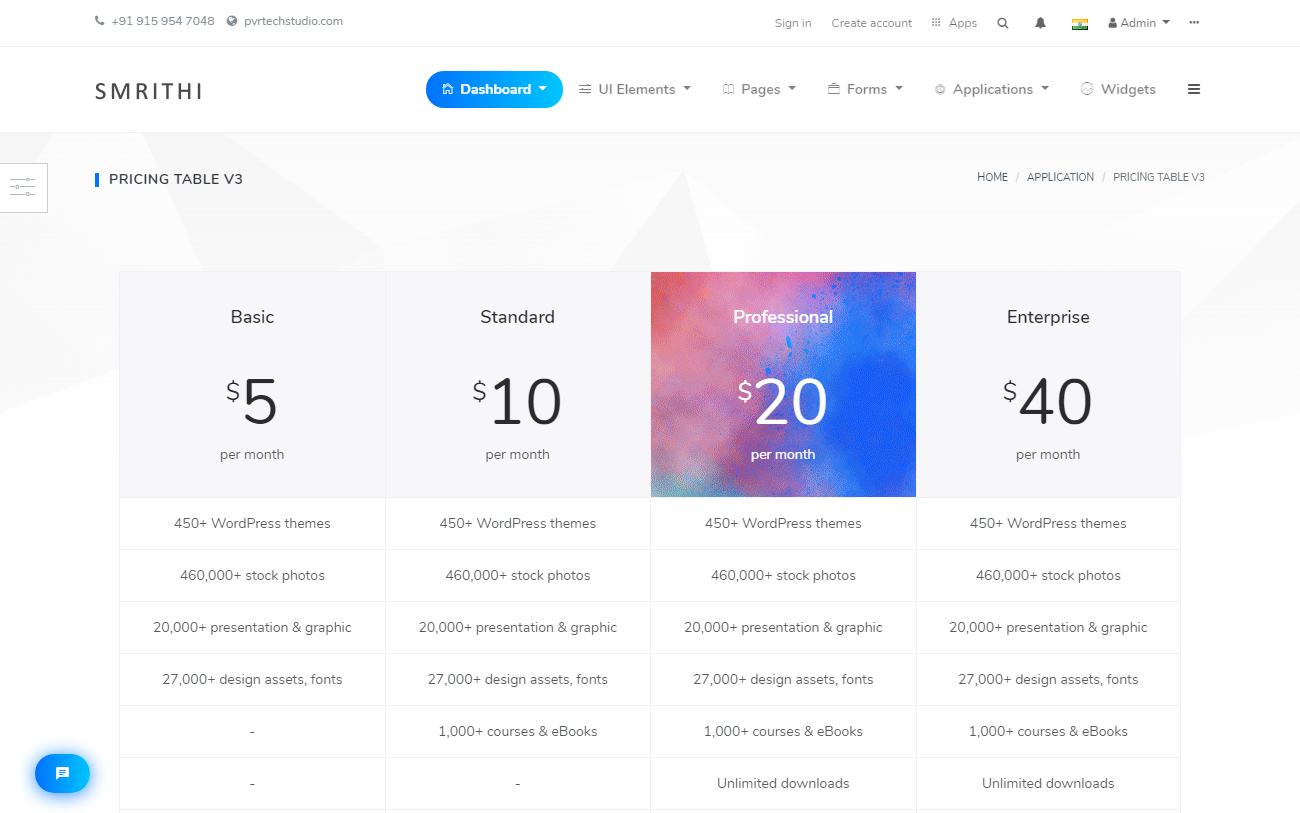 +91 915 954 7048 pvrtechstudio.com Sign in Create account Apps Admin
SMRITHI Dashboard UI Elements Pages Forms Applications Widgets
PRICING TABLE V3 HOME / APPLICATION / PRICING TABLE V3
Basic Standard Professional Enterprise
$5 $10 $20 $40
per month per month per month per month
450+ WordPress themes 450+ WordPress themes 450+ WordPress themes 450+ WordPress themes
460,000+ stock photos 460,000+ stock photos 460,000+ stock photos 460,000+ stock photos
20,000+ presentation & graphic 20,000+ presentation & graphic 20,000+ presentation & graphic 20,000+ presentation & graphic
27,000+ design assets, fonts 27,000+ design assets, fonts 27,000+ design assets, fonts 27,000+ design assets, fonts
- 1,000+ courses & eBooks 1,000+ courses & eBooks 1,000+ courses & eBooks
- - Unlimited downloads Unlimited downloads